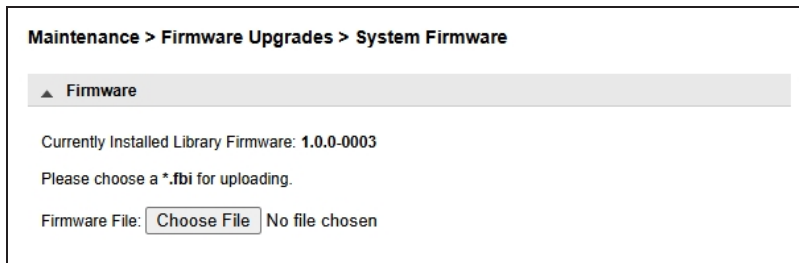 Maintenance > Firmware Upgrades > System Firmware
Firmware
Currently Installed Library Firmware: 1.0.0-0003
Please choose a *.fbi for uploading.
Firmware File: Choose File No file chosen